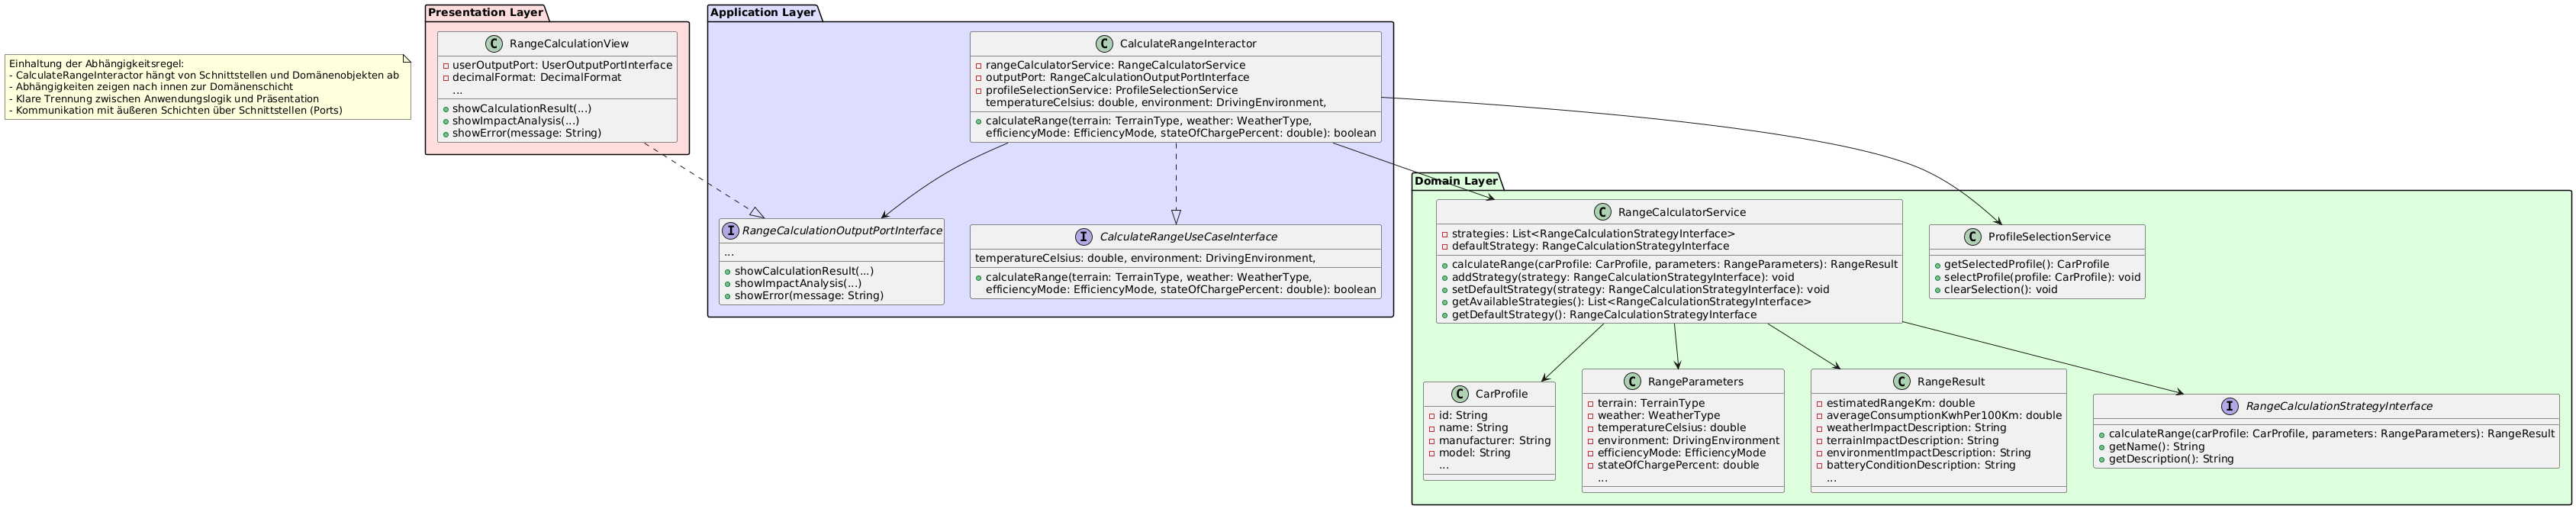 Einhaltung der Abhängigkeitsregel:
- CalculateRangeInteractor hängt von Schnittstellen und Domänenobjekten ab
- Abhängigkeiten zeigen nach innen zur Domänenschicht
- Klare Trennung zwischen Anwendungslogik und Präsentation
- Kommunikation mit äußeren Schichten über Schnittstellen (Ports)
Presentation Layer
C RangeCalculationView
userOutputPort: UserOutputPortInterface
decimalFormat: DecimalFormat
...
showCalculationResult(...)
showImpactAnalysis(...)
showError(message: String)
Application Layer
C CalculateRangeInteractor
rangeCalculatorService: RangeCalculatorService
outputPort: RangeCalculationOutputPortInterface
profileSelectionService: ProfileSelectionService
temperatureCelsius: double, environment: DrivingEnvironment,
calculateRange(terrain: TerrainType, weather: WeatherType,
efficiencyMode: EfficiencyMode, stateOfChargePercent: double): boolean
I RangeCalculationOutputPortInterface
...
showCalculationResult(...)
showImpactAnalysis(...)
showError(message: String)
I CalculateRangeUseCaseInterface
temperatureCelsius: double, environment: DrivingEnvironment,
calculateRange(terrain: TerrainType, weather: WeatherType,
efficiencyMode: EfficiencyMode, stateOfChargePercent: double): boolean
Domain Layer
C RangeCalculatorService
strategies: List<RangeCalculationStrategyInterface>
defaultStrategy: RangeCalculationStrategyInterface
calculateRange(carProfile: CarProfile, parameters: RangeParameters): RangeResult
addStrategy(strategy: RangeCalculationStrategyInterface): void
setDefaultStrategy(strategy: RangeCalculationStrategyInterface): void
getAvailableStrategies(): List<RangeCalculationStrategyInterface>
getDefaultStrategy(): RangeCalculationStrategyInterface
C ProfileSelectionService
getSelectedProfile(): CarProfile
selectProfile(profile: CarProfile): void
clearSelection(): void
C CarProfile
id: String
name: String
manufacturer: String
model: String
...
C RangeParameters
terrain: TerrainType
weather: WeatherType
temperatureCelsius: double
environment: DrivingEnvironment
efficiencyMode: EfficiencyMode
stateOfChargePercent: double
...
C RangeResult
estimatedRangeKm: double
averageConsumptionKwhPer100Km: double
weatherImpactDescription: String
terrainImpactDescription: String
environmentImpactDescription: String
batteryConditionDescription: String
...
I RangeCalculationStrategyInterface
calculateRange(carProfile: CarProfile, parameters: RangeParameters): RangeResult
getName(): String
getDescription(): String